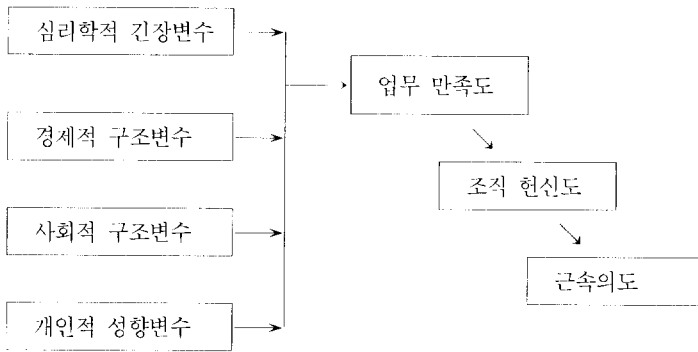 심리학적 긴장변수
업무 만족도
경제적 구조변수
조직 헌신도
사회적 구조변수
근속의도
개인적 성향변수